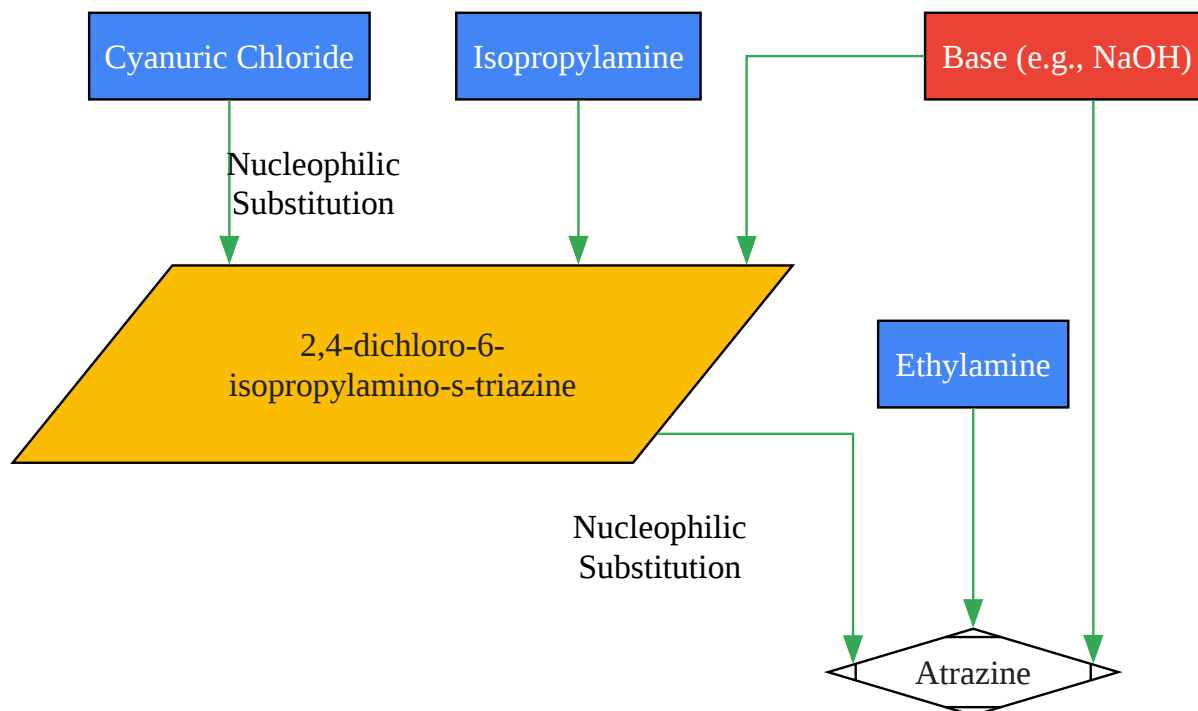 Cyanuric Chloride
Isopropylamine
Base (e.g., NaOH)
Nucleophilic
Substitution
2,4-dichloro-6-
isopropylamino-s-triazine
Ethylamine
Nucleophilic
Substitution
Atrazine